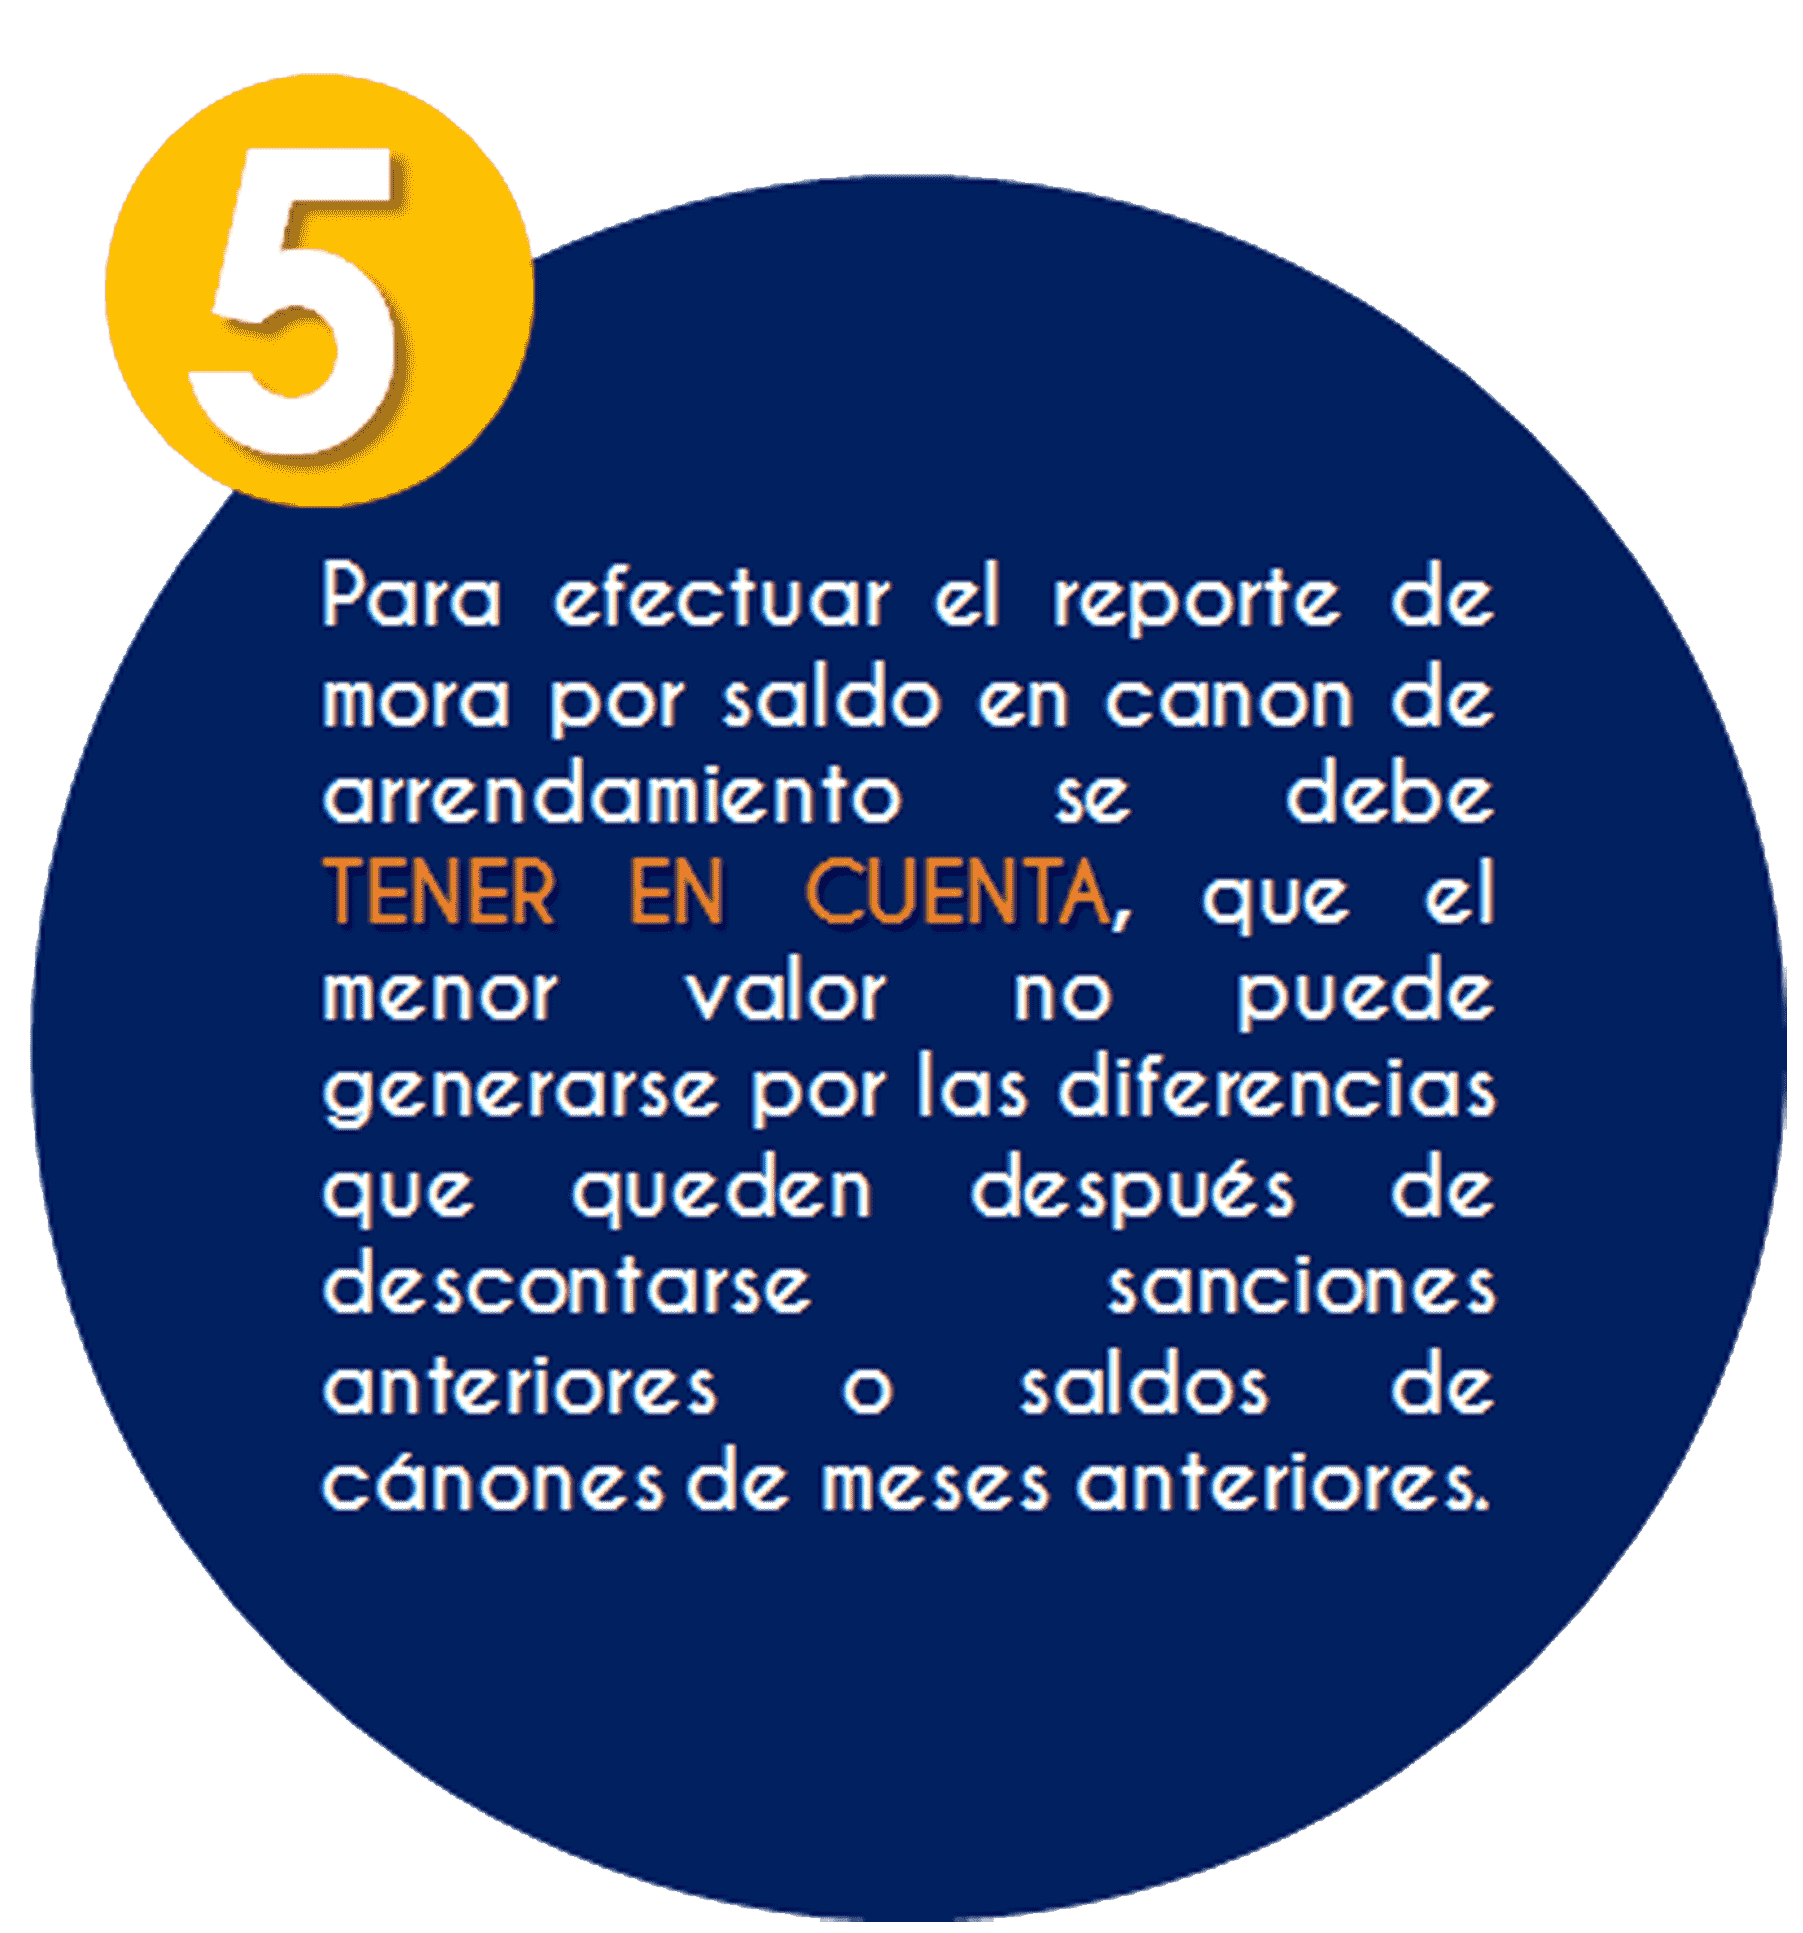 5
Para efectuar el reporte de
mora por saldo en canon de
arrendamiento se debe
TENER EN CUENTA, que el
menor valor no puede
generarse por las diferencias
que queden después de
descontarse sanciones
anteriores o saldos de
cánones de meses anteriores.